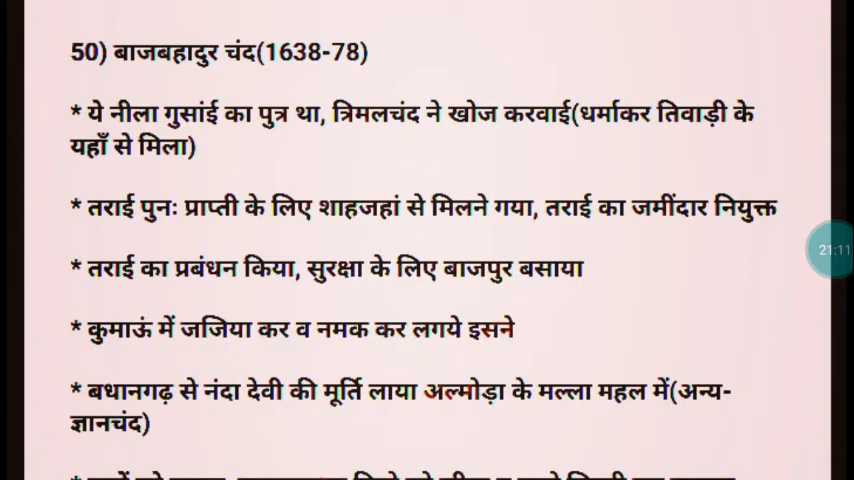 50) बाजबहादुर चंद(1638-78)
* ये नीला गुसांई का पुत्र था, त्रिमलचंद ने खोज करवाई(धर्माकर तिवाड़ी के
यहाँ से मिला)
* तराई पुनः प्राप्ती के लिए शाहजहां से मिलने गया, तराई का जमींदार नियुक्त
* तराई का प्रबंधन किया, सुरक्षा के लिए बाजपुर बसाया
* कुमाऊं में जजिया कर व नमक कर लगये इसने
* बधानगढ़ से नंदा देवी की मूर्ति लाया अल्मोड़ा के मल्ला महल में(अन्य-
ज्ञानचंद)
21:11